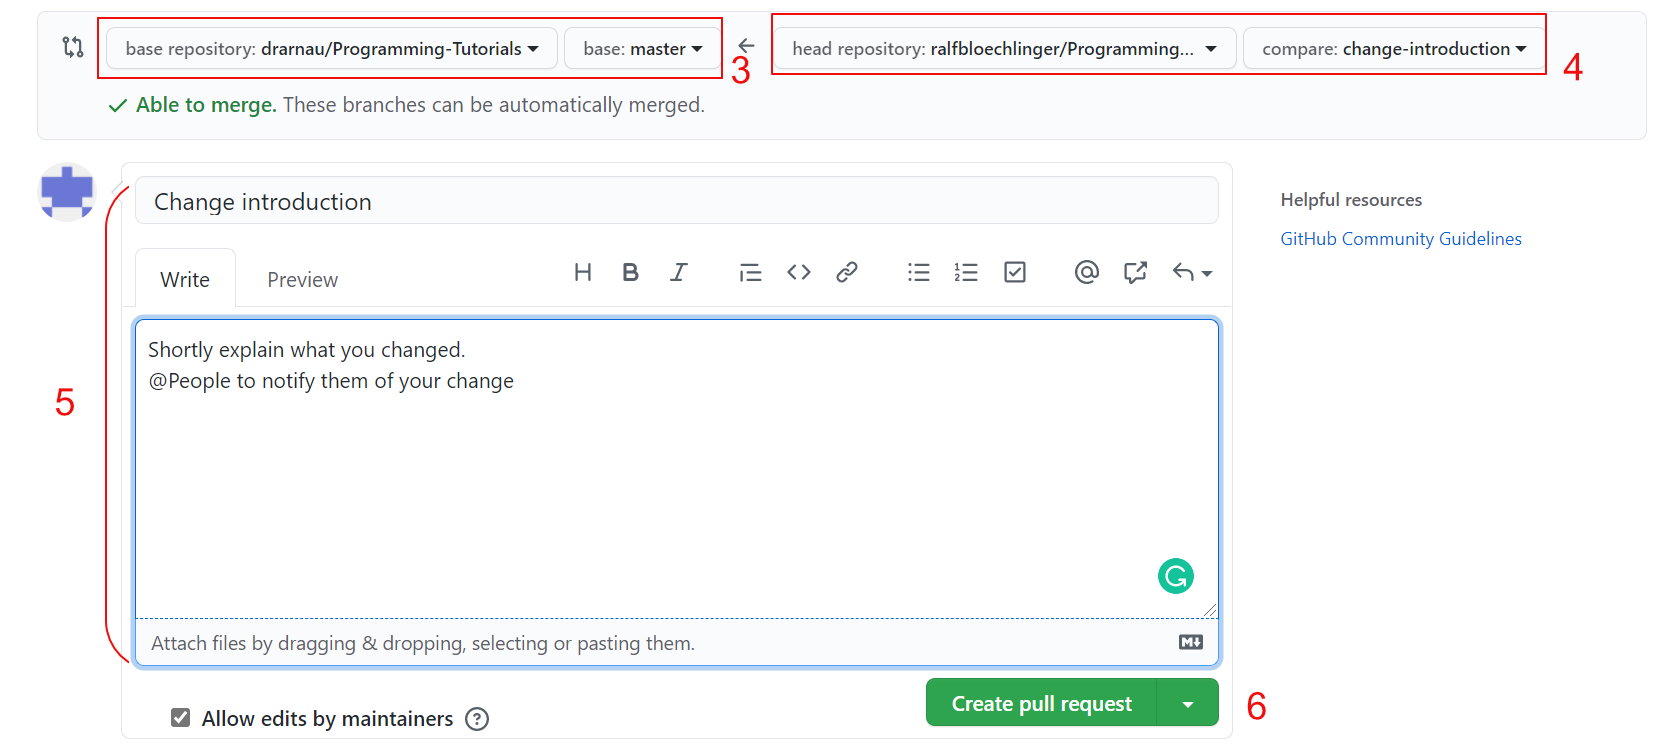 base repository: drarnau/Programming-Tutorials base: master head repository: ralfbloechlinger/Programming... compare: change-introduction
3
4
Able to merge. These branches can be automatically merged.
Change introduction
Helpful resources
GitHub Community Guidelines
Write Preview
Shortly explain what you changed.
@People to notify them of your change
5
Attach files by dragging & dropping, selecting or pasting them.
Create pull request
6
Allow edits by maintainers